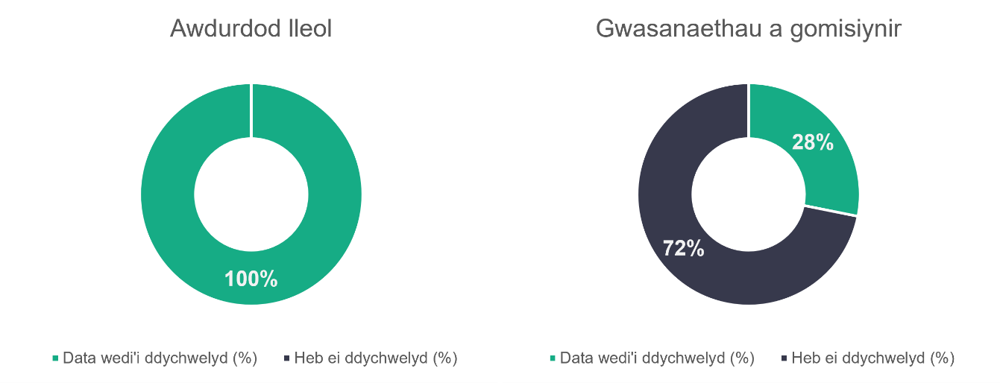 Awdurdod lleol
100%
Data wedi'i ddychwelyd (%) Heb ei ddychwelyd (%)
Gwasanaethau a gomisiynir
28%
72%
Data wedi'i ddychwelyd (%) Heb ei ddychwelyd (%)